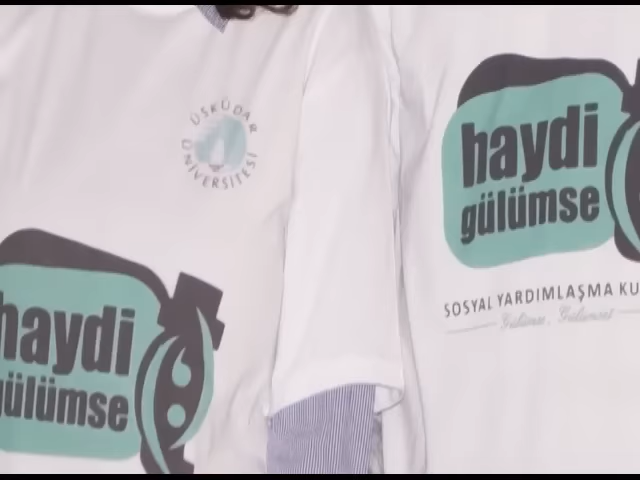 ÜSKÜDAR
ÜNİVERSİTESİ
haydi
gülümse
haydi
gülümse
SOSYAL YARDIMLAŞMA KU